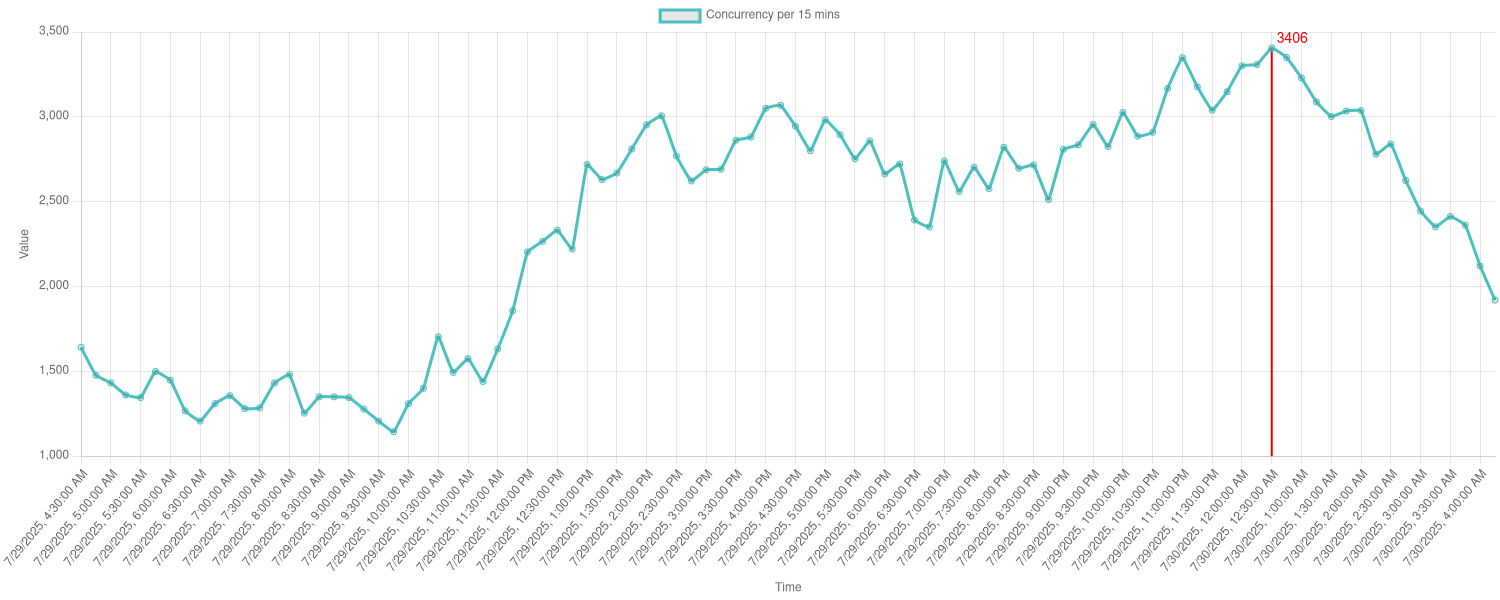 Concurrency per 15 mins
3406
3,500
3,000
2,500
2,000
1,500
1,000
Value
7/29/2025, 4:30:00 AM
7/29/2025, 5:00:00 AM
7/29/2025, 5:30:00 AM
7/29/2025, 6:00:00 AM
7/29/2025, 6:30:00 AM
7/29/2025, 7:00:00 AM
7/29/2025, 7:30:00 AM
7/29/2025, 8:00:00 AM
7/29/2025, 8:30:00 AM
7/29/2025, 9:00:00 AM
7/29/2025, 9:30:00 AM
7/29/2025, 10:00:00 AM
7/29/2025, 10:30:00 AM
7/29/2025, 11:00:00 AM
7/29/2025, 11:30:00 AM
7/29/2025, 12:00:00 PM
7/29/2025, 12:30:00 PM
7/29/2025, 1:00:00 PM
7/29/2025, 1:30:00 PM
7/29/2025, 2:00:00 PM
7/29/2025, 2:30:00 PM
7/29/2025, 3:00:00 PM
7/29/2025, 3:30:00 PM
7/29/2025, 4:00:00 PM
7/29/2025, 4:30:00 PM
7/29/2025, 5:00:00 PM
7/29/2025, 5:30:00 PM
7/29/2025, 6:00:00 PM
7/29/2025, 6:30:00 PM
7/29/2025, 7:00:00 PM
7/29/2025, 7:30:00 PM
7/29/2025, 8:00:00 PM
7/29/2025, 8:30:00 PM
7/29/2025, 9:00:00 PM
7/29/2025, 9:30:00 PM
7/29/2025, 10:00:00 PM
7/29/2025, 10:30:00 PM
7/29/2025, 11:00:00 PM
7/29/2025, 11:30:00 PM
7/30/2025, 12:00:00 AM
7/30/2025, 12:30:00 AM
7/30/2025, 1:00:00 AM
7/30/2025, 1:30:00 AM
7/30/2025, 2:00:00 AM
7/30/2025, 2:30:00 AM
7/30/2025, 3:00:00 AM
7/30/2025, 3:30:00 AM
7/30/2025, 4:00:00 AM
Time